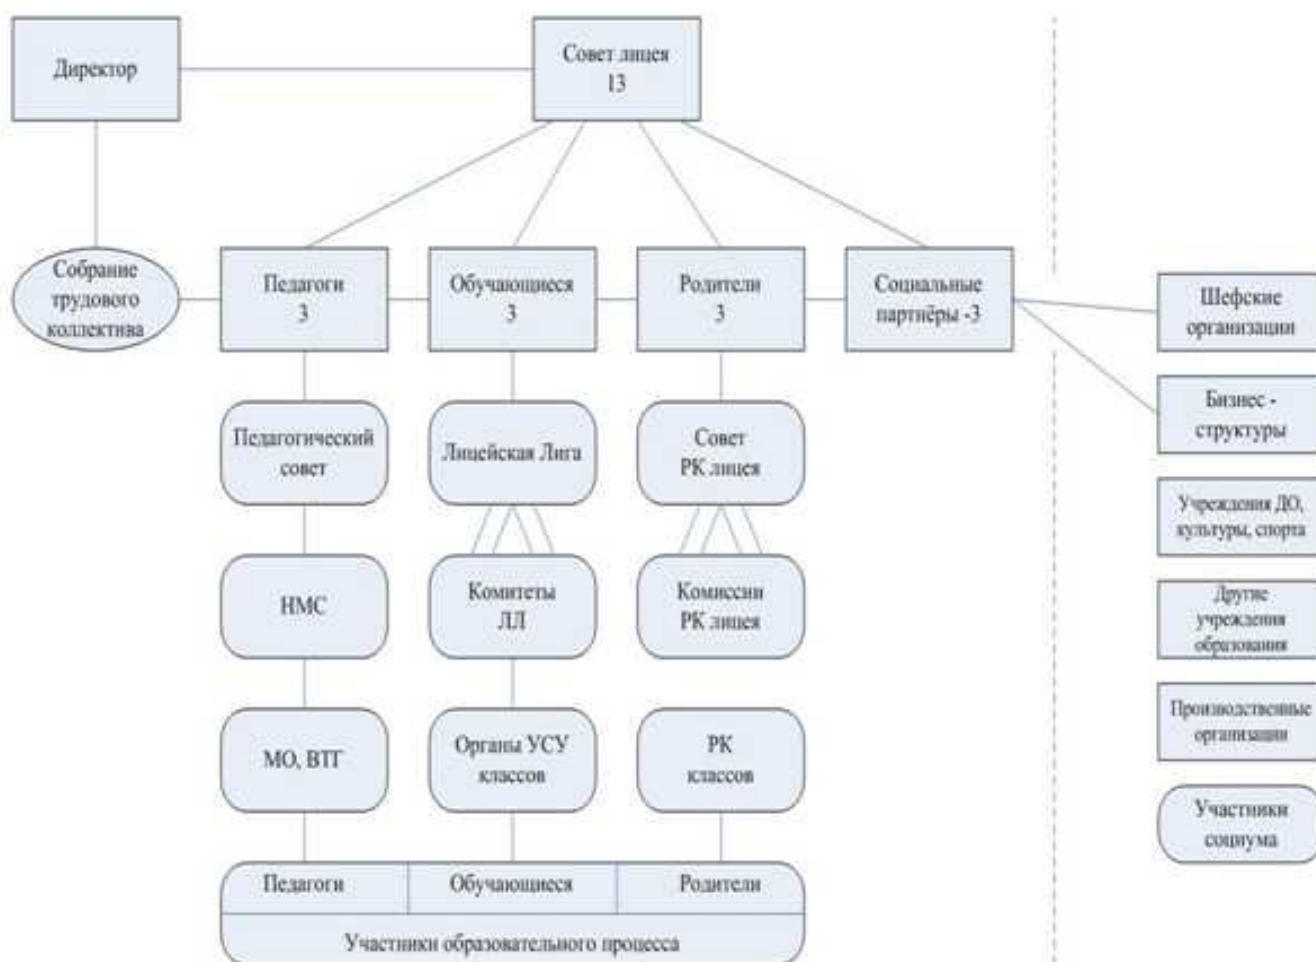 Директор
Совет лицея
13
Собрание
трудового
коллектива
Педагоги
3
Обучающиеся
3
Родители
3
Социальные
партнёры -3
Шефские
организации
Бизнес -
структуры
Педагогический
совет
Лицейская Лига
Совет
РК лицея
Учреждения ДО,
культуры, спорта
НМС
Комитеты
ЛЛ
Комиссии
РК лицея
Другие
учреждения
образования
МО, ВТГ
Органы УСУ
классов
РК
классов
Производственные
организации
Участники
социума
Педагоги
Обучающиеся
Родители
Участники образовательного процесса